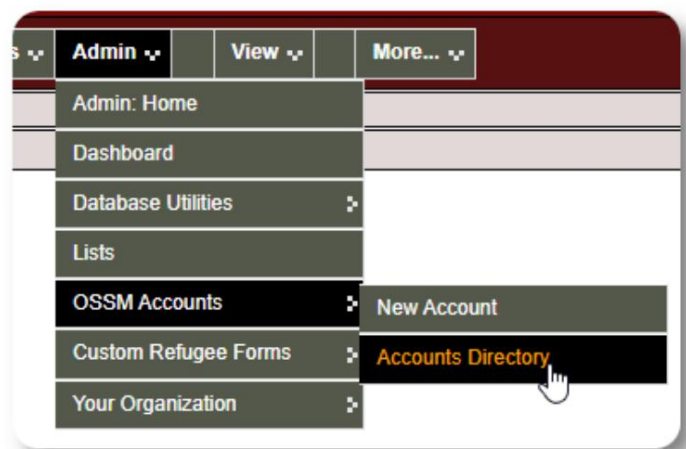 s Admin View More...
Admin: Home
Dashboard
Database Utilities
Lists
OSSM Accounts New Account
Custom Refugee Forms Accounts Directory
Your Organization